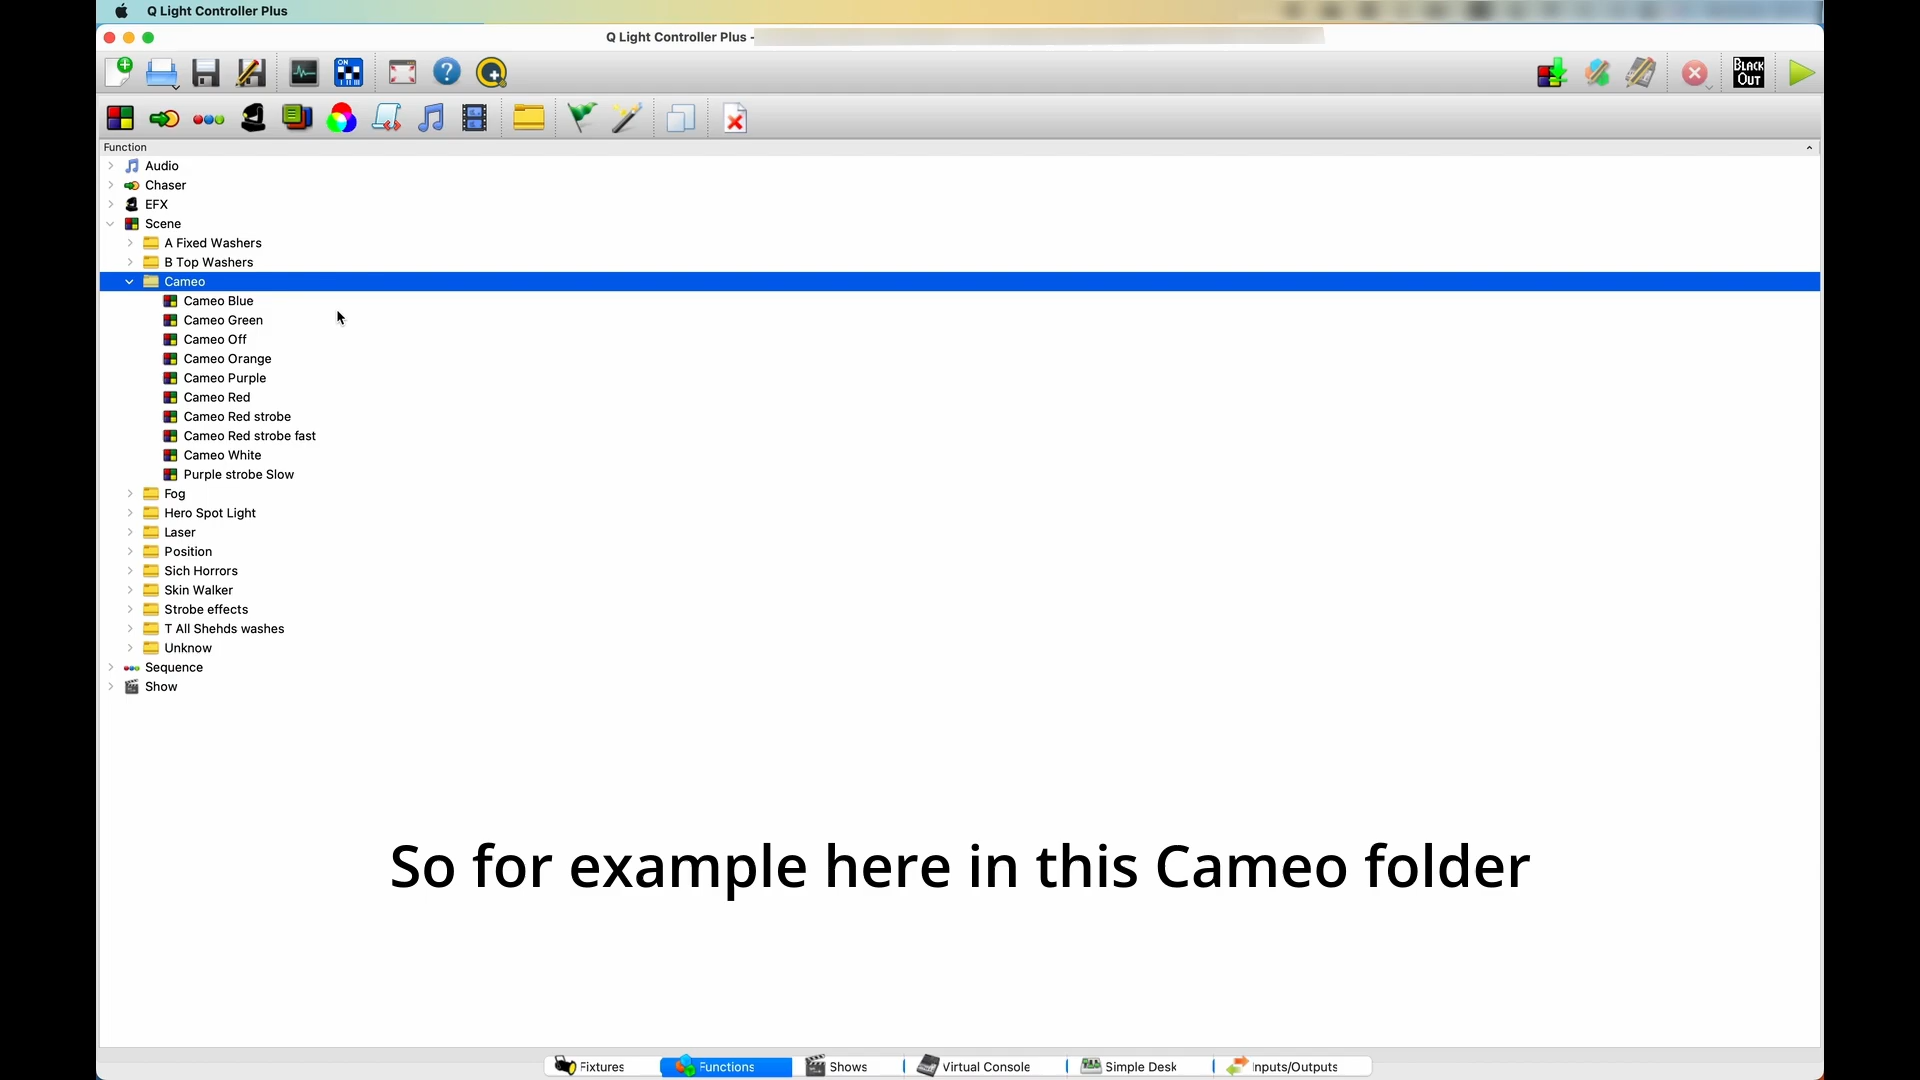 Q Light Controller Plus
Q Light Controller Plus -
ON
BLACK
OUT
Function
Audio
Chaser
EFX
Scene
A Fixed Washers
B Top Washers
Cameo
Cameo Blue
Cameo Green
Cameo Off
Cameo Orange
Cameo Purple
Cameo Red
Cameo Red strobe
Cameo Red strobe fast
Cameo White
Purple strobe Slow
Fog
Hero Spot Light
Laser
Position
Sich Horrors
Skin Walker
Strobe effects
T All Shehds washes
Unknow
Sequence
Show
So for example here in this Cameo folder
Fixtures Functions Shows Virtual Console Simple Desk Inputs/Outputs